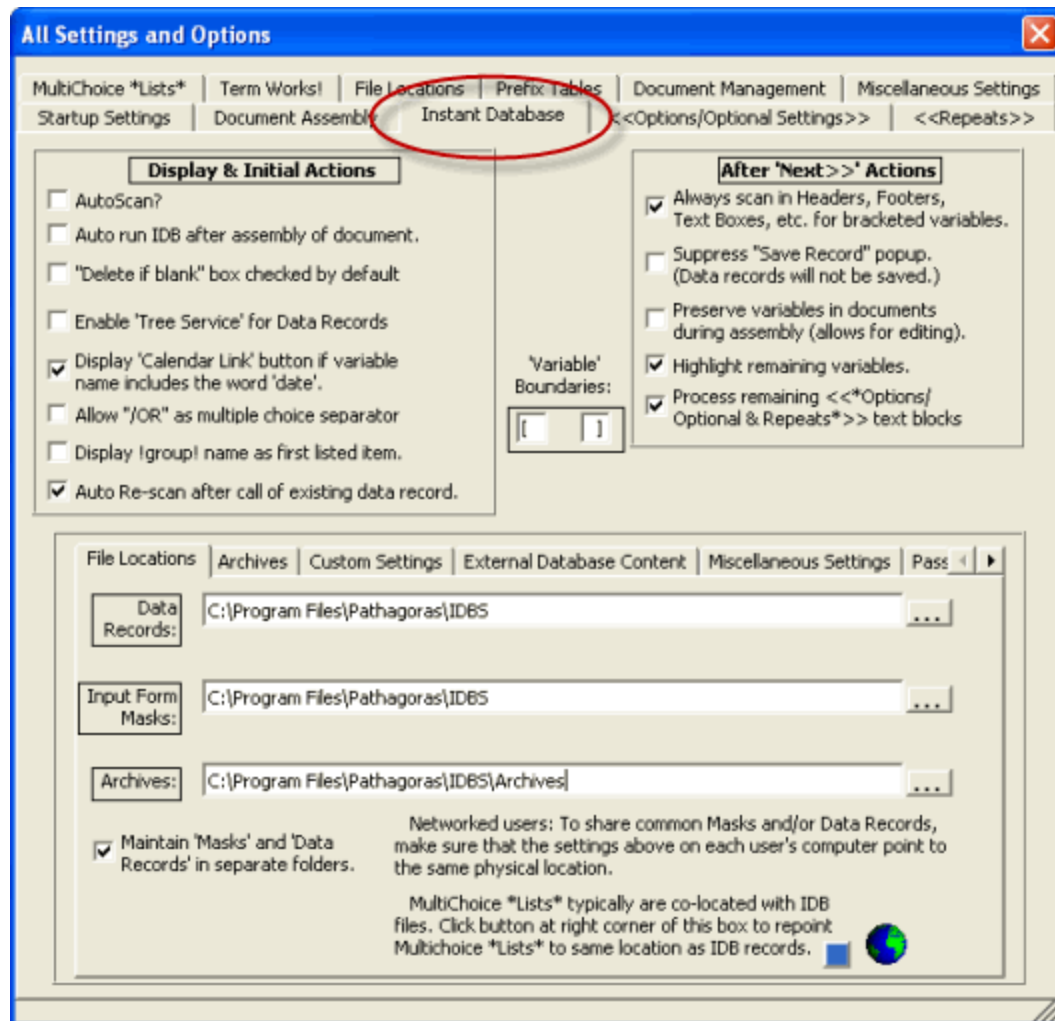 All Settings and Options
MultiChoice *Lists*
Term Works!
File Locations
Prefix Tables
Document Management
Miscellaneous Settings
Startup Settings
Document Assembly
Instant Database
<<Options/Optional Settings>>
<<Repeats>>
Display & Initial Actions
AutoScan?
Auto run IDB after assembly of document.
"Delete if blank" box checked by default
Enable 'Tree Service' for Data Records
Display 'Calendar Link' button if variable
name includes the word 'date'.
Allow "/OR" as multiple choice separator
Display !group! name as first listed item.
Auto Re-scan after call of existing data record.
'Variable'
Boundaries:
[ ]
After 'Next>>' Actions
Always scan in Headers, Footers,
Text Boxes, etc. for bracketed variables.
Suppress "Save Record" popup.
(Data records will not be saved.)
Preserve variables in documents
during assembly (allows for editing).
Highlight remaining variables.
Process remaining <<*Options/
Optional & Repeats*>> text blocks
File Locations
Archives
Custom Settings
External Database Content
Miscellaneous Settings
Pass
Data
Records:
C:\Program Files\Pathagoras\IDBS
...
Input Form
Masks:
C:\Program Files\Pathagoras\IDBS
...
Archives:
C:\Program Files\Pathagoras\IDBS\Archives
...
Maintain 'Masks' and 'Data
Records' in separate folders.
Networked users: To share common Masks and/or Data Records,
make sure that the settings above on each user's computer point to
the same physical location.
MultiChoice *Lists* typically are co-located with IDB
files. Click button at right corner of this box to repoint
Multichoice *Lists* to same location as IDB records.